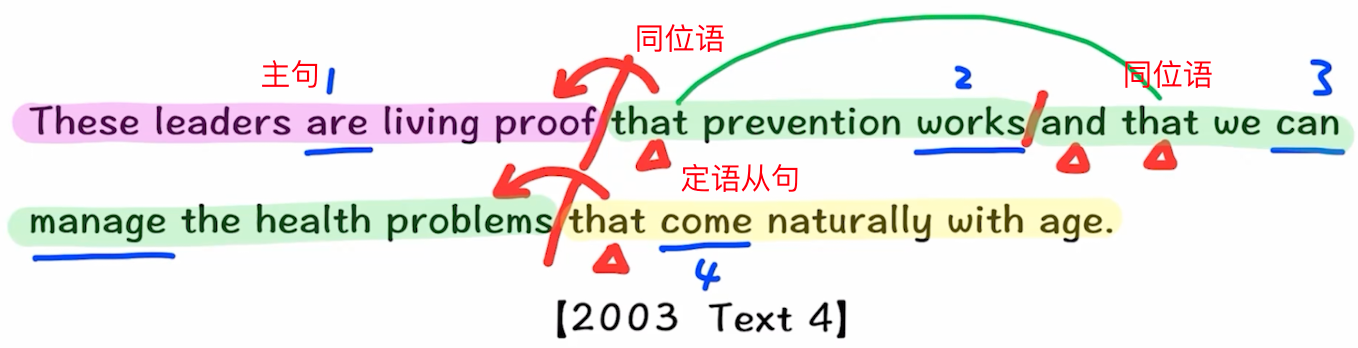 同位语
主句 1 2 同位语 3
These leaders are living proof that prevention works and that we can
定语从句
manage the health problems that come naturally with age.
4
【2003 Text 4】